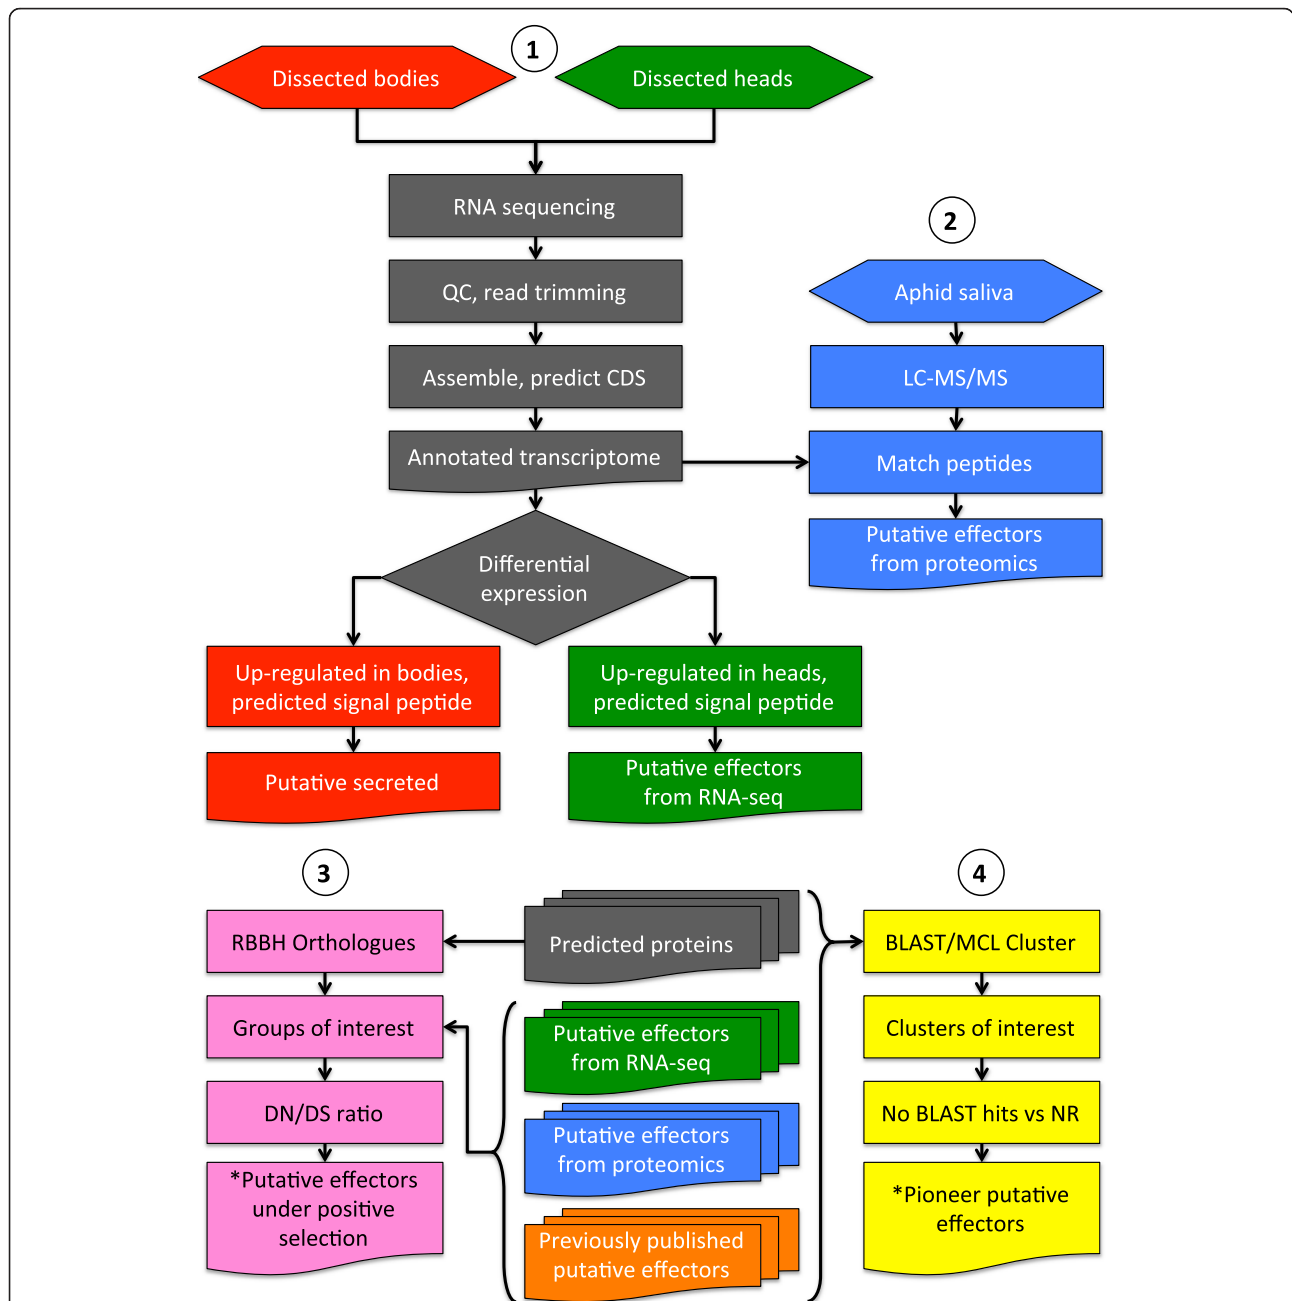 1
Dissected bodies
Dissected heads
RNA sequencing
QC, read trimming
Assemble, predict CDS
Annotated transcriptome
Differential
expression
Up-regulated in bodies,
predicted signal peptide
Up-regulated in heads,
predicted signal peptide
Putative secreted
Putative effectors
from RNA-seq
2
Aphid saliva
LC-MS/MS
Match peptides
Putative effectors
from proteomics
3
RBBH Orthologues
Groups of interest
DN/DS ratio
*Putative effectors
under positive
selection
Predicted proteins
Putative effectors
from RNA-seq
Putative effectors
from proteomics
Previously published
putative effectors
4
BLAST/MCL Cluster
Clusters of interest
No BLAST hits vs NR
*Pioneer putative
effectors